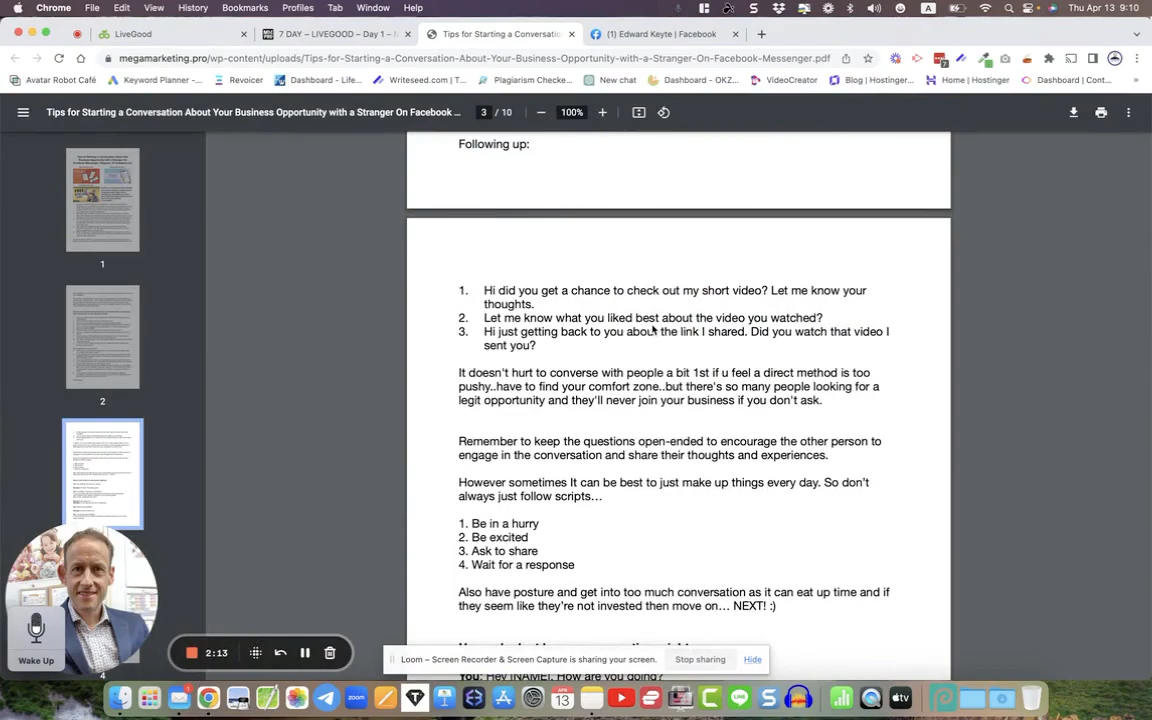 Chrome File Edit View History Bookmarks Profiles Tab Window Help
Thu Apr 13 9:10
LiveGood
7 DAY – LIVEGOOD – Day 1 –
Tips for Starting a Conversatio
(1) Edward Keyte | Facebook
megamarketing.pro/wp-content/uploads/Tips-for-Starting-a-Conversation-About-Your-Business-Opportunity-with-a-Stranger-On-Facebook-Messenger.pdf
Avatar Robot Café
Keyword Planner -...
Revoicer
Dashboard - Life...
Writeseed.com | T...
Plagiarism Checke...
New chat
Dashboard - OKZ...
VideoCreator
Blog | Hostinger...
Home | Hostinger
Dashboard | Cont...
Tips for Starting a Conversation About Your Business Opportunity with a Stranger On Facebook ...
3 / 10
100%
1
2
4
Following up:
1. Hi did you get a chance to check out my short video? Let me know your
thoughts.
2. Let me know what you liked best about the video you watched?
3. Hi just getting back to you about the link I shared. Did you watch that video I
sent you?
It doesn't hurt to converse with people a bit 1st if u feel a direct method is too
pushy..have to find your comfort zone..but there's so many people looking for a
legit opportunity and they'll never join your business if you don't ask.
Remember to keep the questions open-ended to encourage the other person to
engage in the conversation and share their thoughts and experiences.
However sometimes It can be best to just make up things every day. So don't
always just follow scripts…
1. Be in a hurry
2. Be excited
3. Ask to share
4. Wait for a response
Also have posture and get into too much conversation as it can eat up time and if
they seem like they're not invested then move on… NEXT! :)
You: Hey [NAME], How are you going?
Wake Up
2:13
Loom – Screen Recorder & Screen Capture is sharing your screen.
Stop sharing
Hide